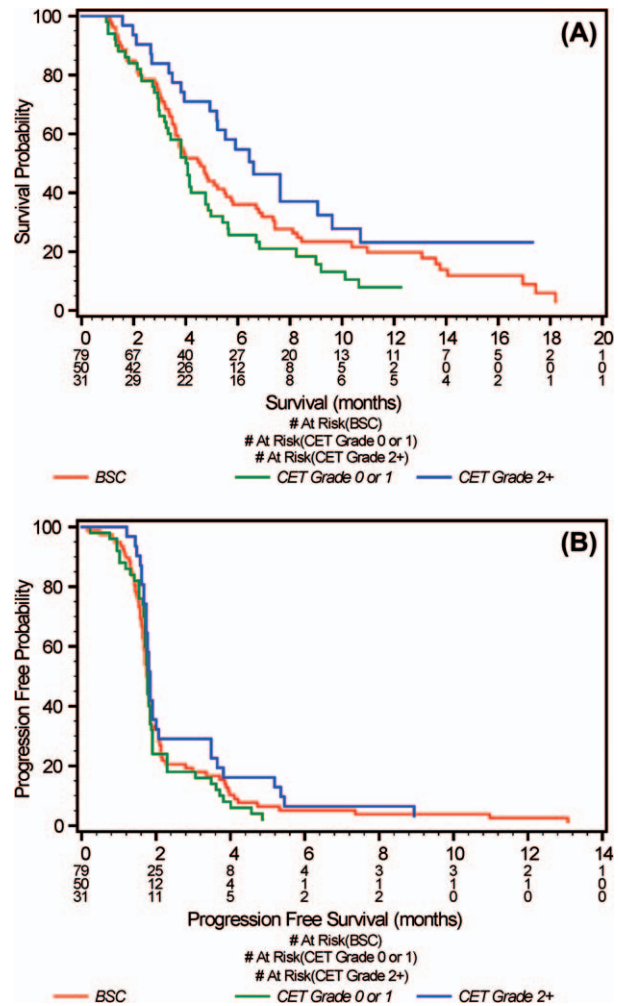 (A)
Survival Probability
100
80
60
40
20
0
0 2 4 6 8 10 12 14 16 18 20
79 67 40 27 20 13 11 7 5 2 1
50 42 26 12 8 5 2 0 0 0 0
31 29 22 16 8 6 5 4 2 1 1
Survival (months)
# At Risk(BSC)
# At Risk(CET Grade 0 or 1)
# At Risk(CET Grade 2+)
BSC CET Grade 0 or 1 CET Grade 2+
(B)
Progression Free Probability
100
80
60
40
20
0
0 2 4 6 8 10 12 14
79 25 8 4 3 3 2 1
50 12 4 1 1 1 1 0
31 11 5 2 2 0 0 0
Progression Free Survival (months)
# At Risk(BSC)
# At Risk(CET Grade 0 or 1)
# At Risk(CET Grade 2+)
BSC CET Grade 0 or 1 CET Grade 2+